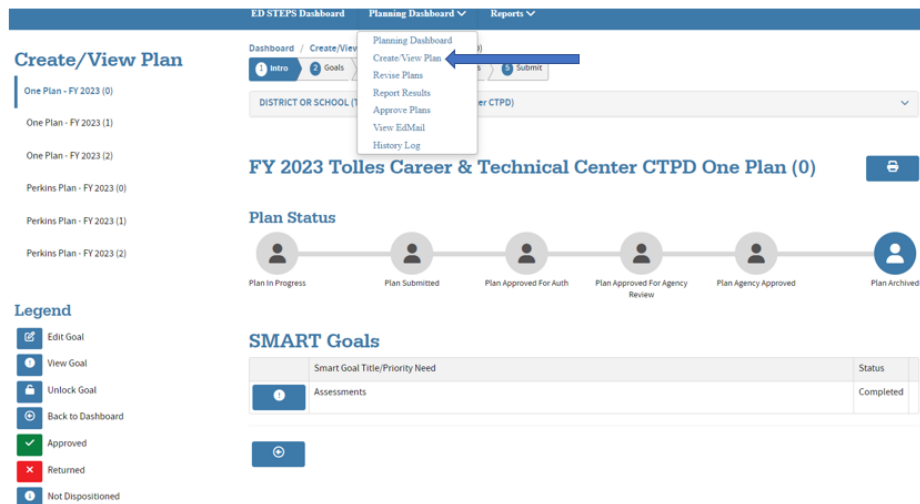 ED STEPS Dashboard Planning Dashboard Reports
Planning Dashboard
Create/View Plan
Revise Plans
Report Results
Approve Plans
View EdMail
History Log
Create/View Plan
One Plan - FY 2023 (0)
One Plan - FY 2023 (1)
One Plan - FY 2023 (2)
Perkins Plan - FY 2023 (0)
Perkins Plan - FY 2023 (1)
Perkins Plan - FY 2023 (2)
Legend
Edit Goal
View Goal
Unlock Goal
Back to Dashboard
Approved
Returned
Not Dispositioned
Dashboard / Create/View
1 Intro 2 Goals 5 Submit
DISTRICT OR SCHOOL (T er CTPD)
FY 2023 Tolles Career & Technical Center CTPD One Plan (0)
Plan Status
Plan In Progress Plan Submitted Plan Approved For Auth Plan Approved For Agency Review Plan Agency Approved Plan Archived
SMART Goals
Smart Goal Title/Priority Need Status
Assessments Completed